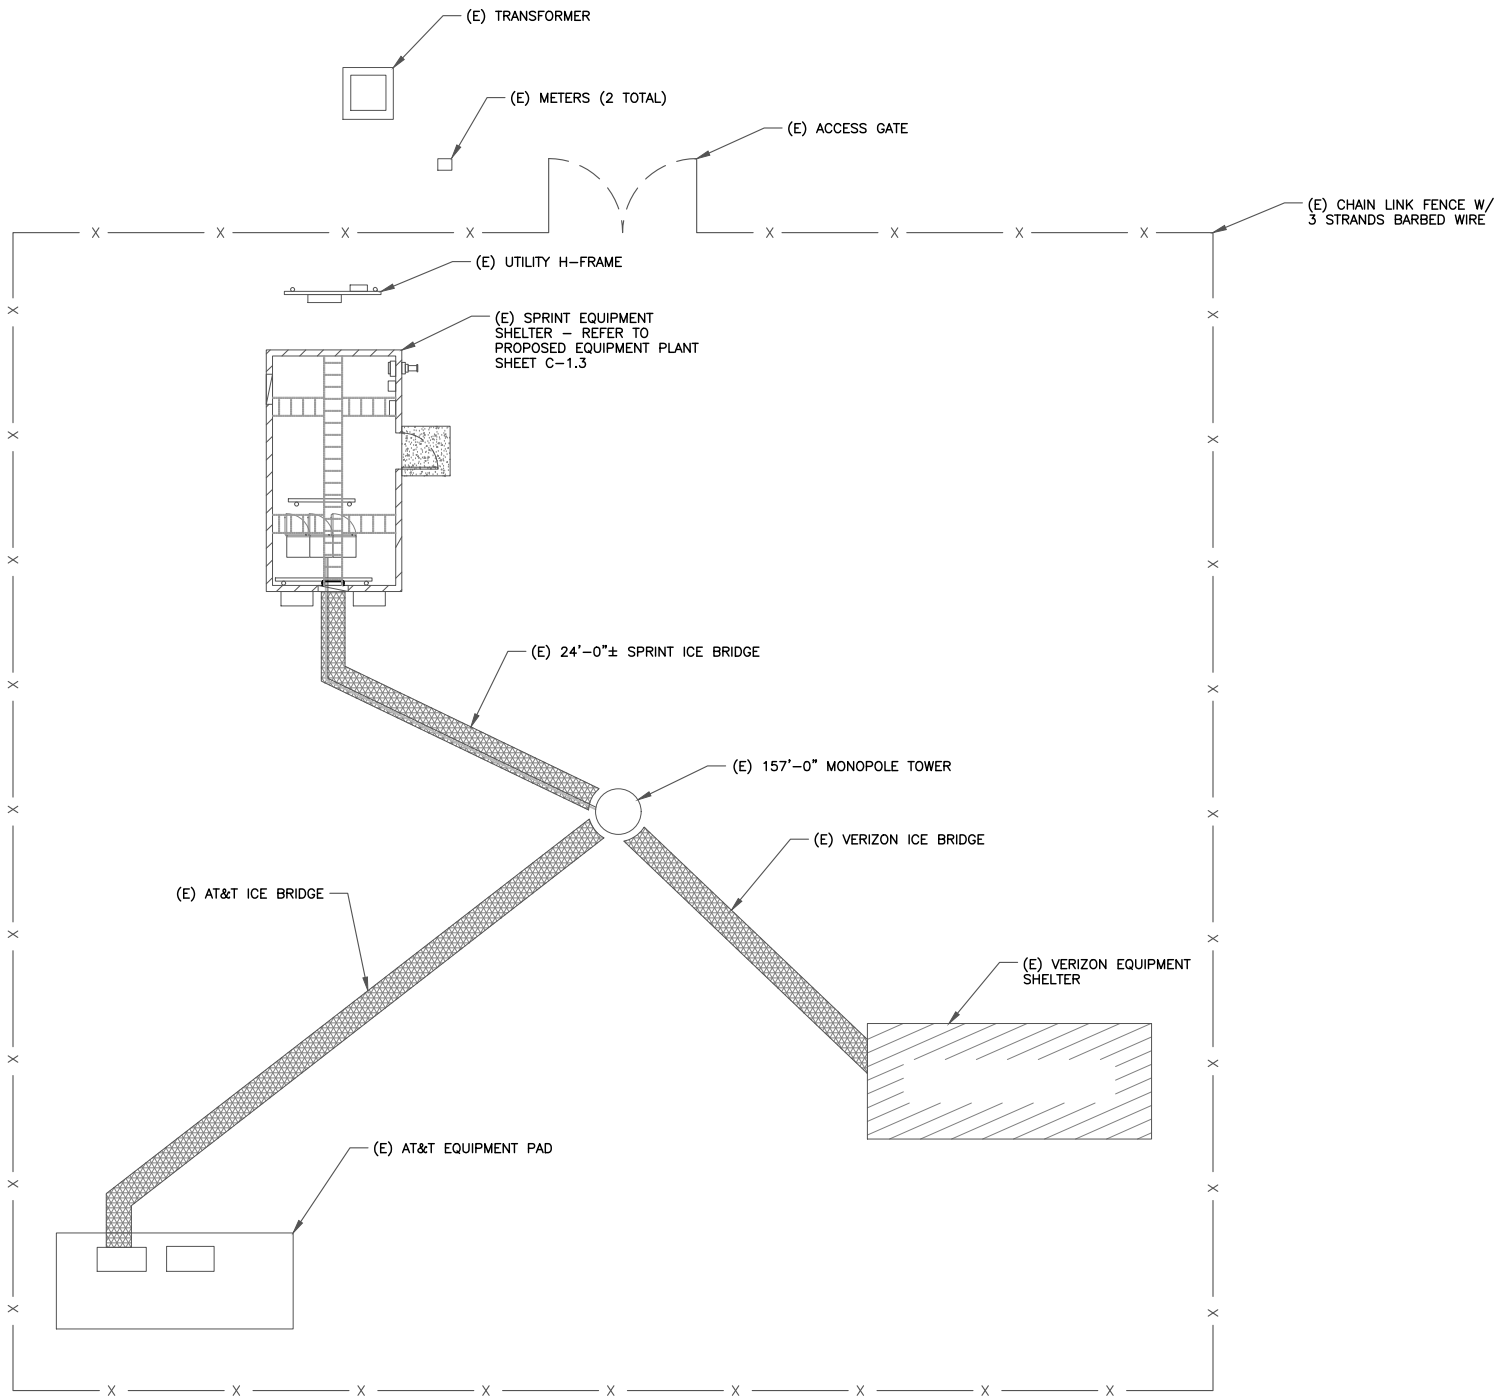 (E) TRANSFORMER
(E) METERS (2 TOTAL)
(E) ACCESS GATE
(E) CHAIN LINK FENCE W/
3 STRANDS BARBED WIRE
(E) UTILITY H-FRAME
(E) SPRINT EQUIPMENT
SHELTER – REFER TO
PROPOSED EQUIPMENT PLANT
SHEET C-1.3
(E) 24'-0"± SPRINT ICE BRIDGE
(E) 157'-0" MONOPOLE TOWER
(E) VERIZON ICE BRIDGE
(E) AT&T ICE BRIDGE
(E) VERIZON EQUIPMENT
SHELTER
(E) AT&T EQUIPMENT PAD